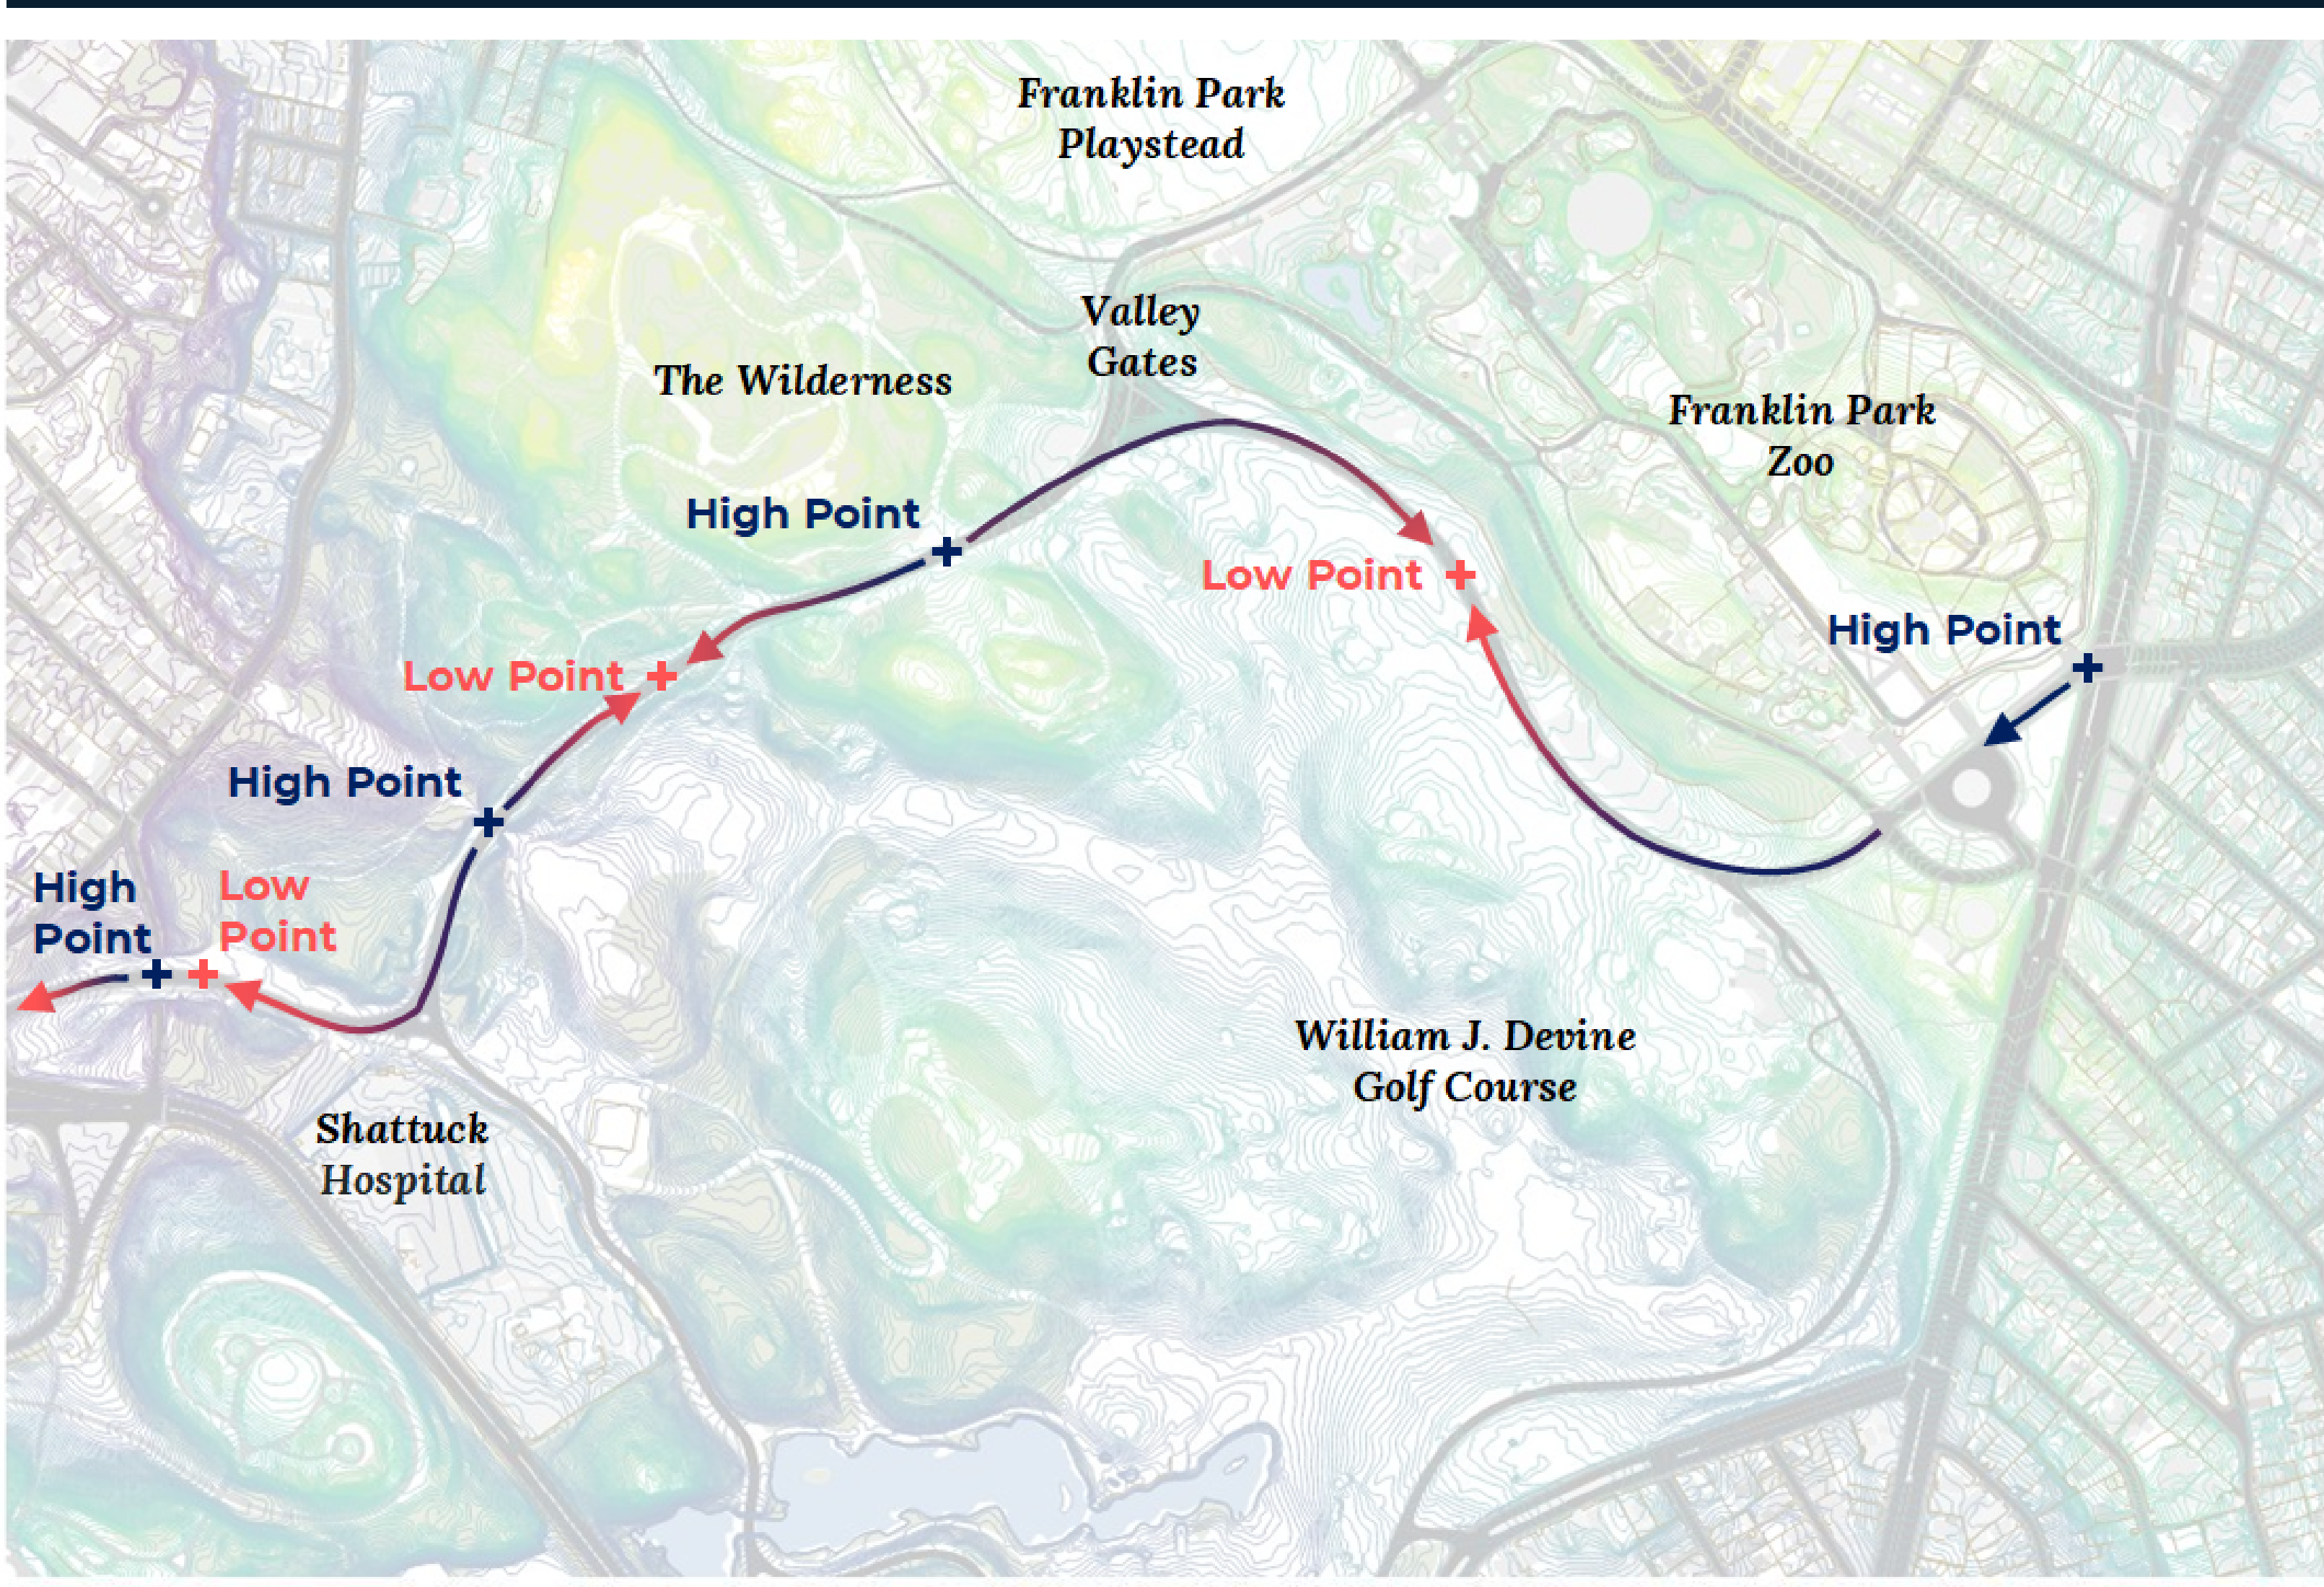 Franklin Park
Playstead
Valley
Gates
The Wilderness
Franklin Park
Zoo
High Point
Low Point
High Point
Low Point
High Point
High
Point
Low
Point
William J. Devine
Golf Course
Shattuck
Hospital